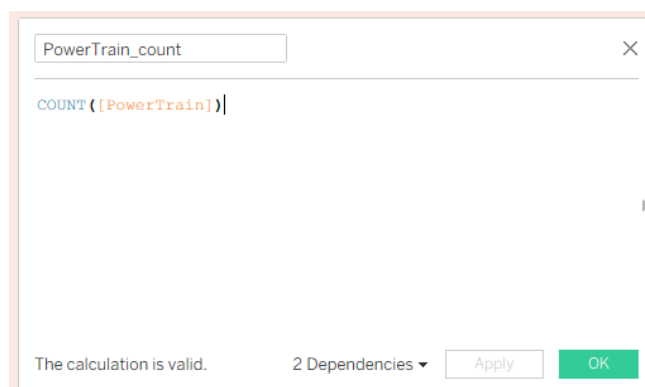 PowerTrain_count
COUNT([PowerTrain])
The calculation is valid. 2 Dependencies Apply OK